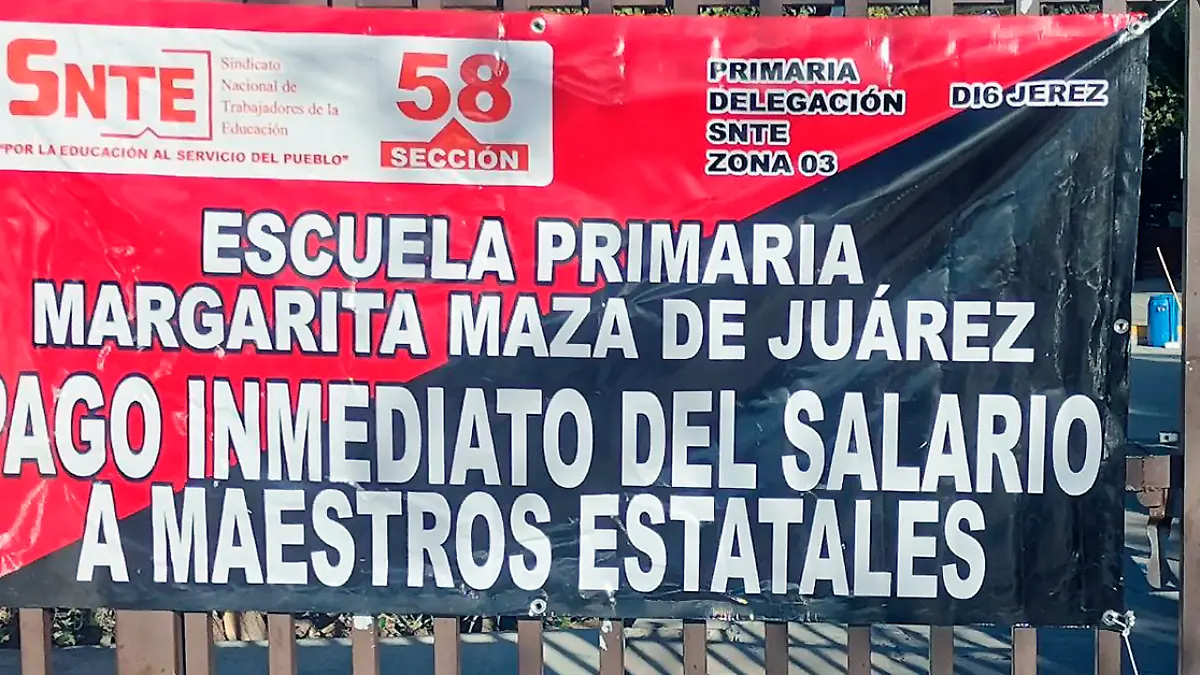 SNTE
Sindicato
Nacional de
Trabajadores de la
Educación
"POR LA EDUCACIÓN AL SERVICIO DEL PUEBLO"
58
SECCIÓN
PRIMARIA
DELEGACIÓN
SNTE
ZONA 03
DI6 JEREZ
ESCUELA PRIMARIA
MARGARITA MAZA DE JUÁREZ
PAGO INMEDIATO DEL SALARIO
A MAESTROS ESTATALES